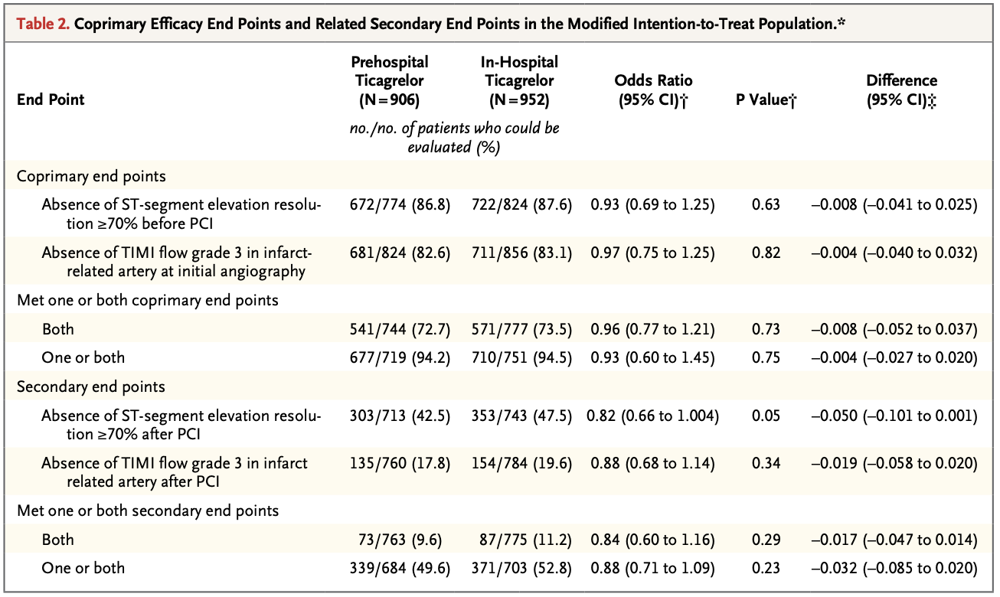 Table 2. Coprimary Efficacy End Points and Related Secondary End Points in the Modified Intention-to-Treat Population.*
End Point
Prehospital
Ticagrelor
(N=906)
In-Hospital
Ticagrelor
(N=952)
Odds Ratio
(95% CI)†
P Value†
Difference
(95% CI)‡
no./no. of patients who could be
evaluated (%)
Coprimary end points
Absence of ST-segment elevation resolu- 672/774 (86.8) 722/824 (87.6) 0.93 (0.69 to 1.25) 0.63 –0.008 (–0.041 to 0.025)
tion ≥70% before PCI
Absence of TIMI flow grade 3 in infarct- 681/824 (82.6) 711/856 (83.1) 0.97 (0.75 to 1.25) 0.82 –0.004 (–0.040 to 0.032)
related artery at initial angiography
Met one or both coprimary end points
Both 541/744 (72.7) 571/777 (73.5) 0.96 (0.77 to 1.21) 0.73 –0.008 (–0.052 to 0.037)
One or both 677/719 (94.2) 710/751 (94.5) 0.93 (0.60 to 1.45) 0.75 –0.004 (–0.027 to 0.020)
Secondary end points
Absence of ST-segment elevation resolu- 303/713 (42.5) 353/743 (47.5) 0.82 (0.66 to 1.004) 0.05 –0.050 (–0.101 to 0.001)
tion ≥70% after PCI
Absence of TIMI flow grade 3 in infarct 135/760 (17.8) 154/784 (19.6) 0.88 (0.68 to 1.14) 0.34 –0.019 (–0.058 to 0.020)
related artery after PCI
Met one or both secondary end points
Both 73/763 (9.6) 87/775 (11.2) 0.84 (0.60 to 1.16) 0.29 –0.017 (–0.047 to 0.014)
One or both 339/684 (49.6) 371/703 (52.8) 0.88 (0.71 to 1.09) 0.23 –0.032 (–0.085 to 0.020)